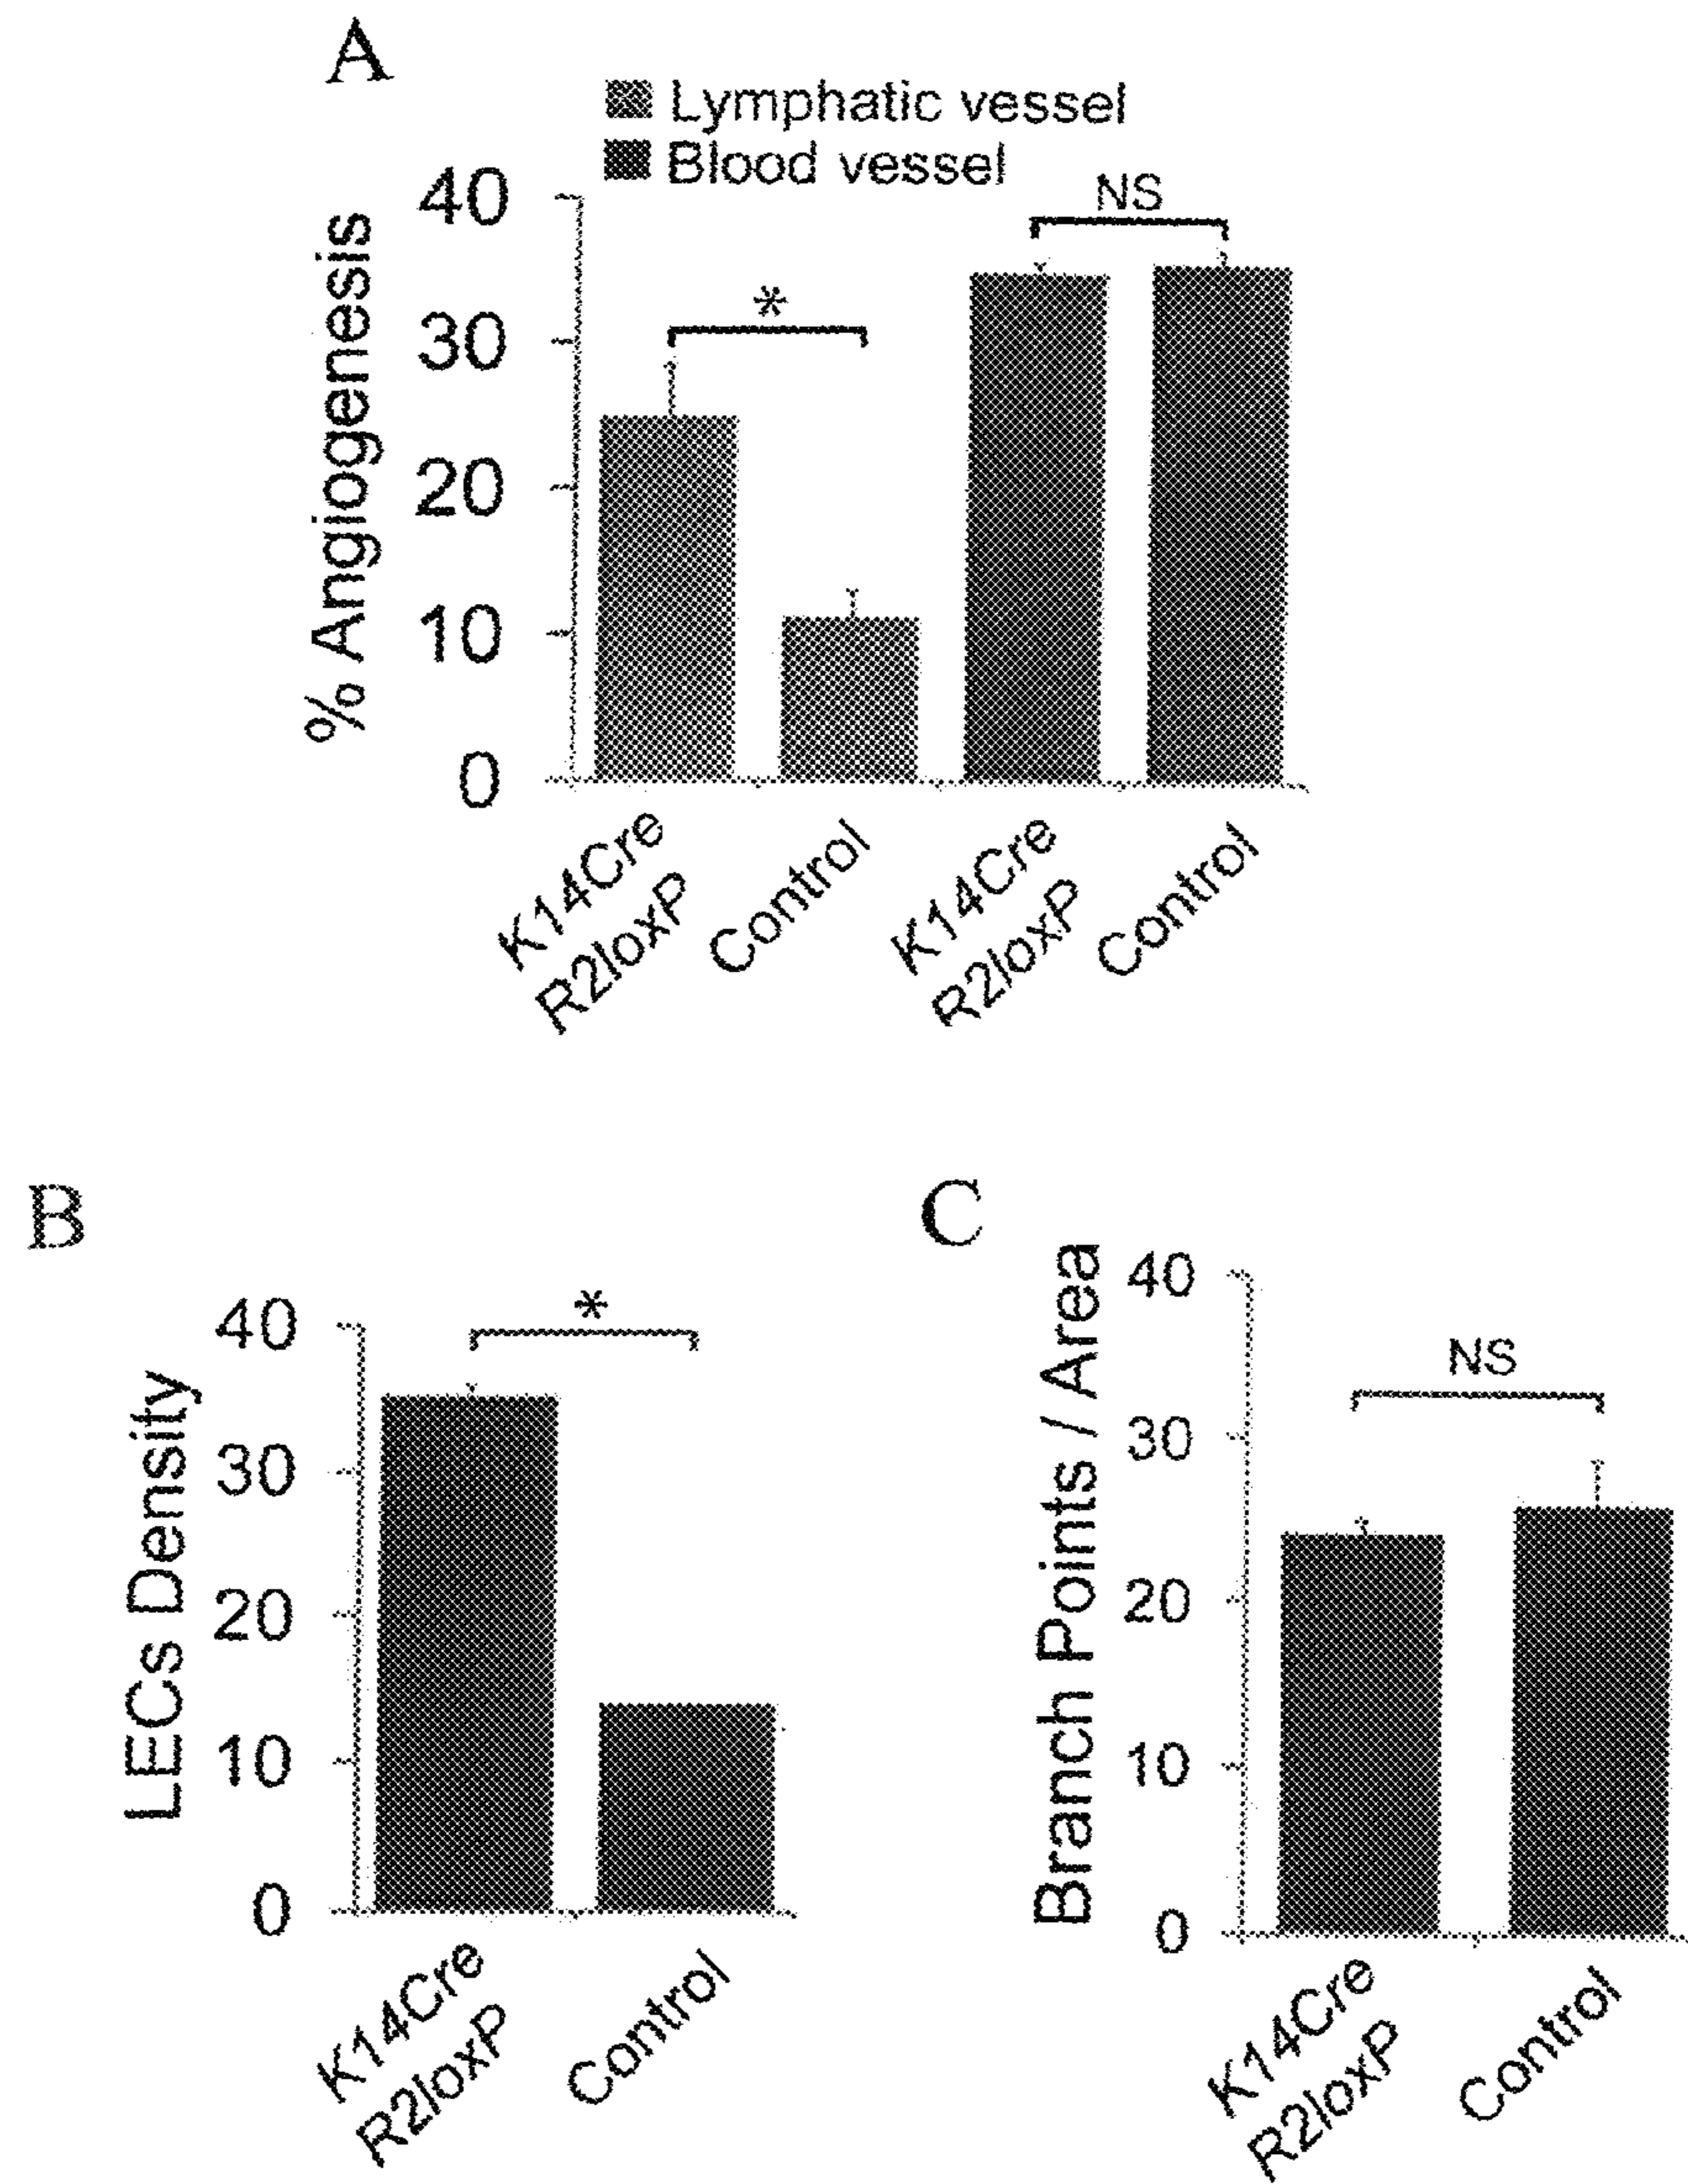 A
Lymphatic vessel
Blood vessel
% Angiogenesis
40
30
20
10
0
*
NS
K14Cre
R2loxP
Control
K14Cre
R2loxP
Control
B
LECs Density
40
30
20
10
0
*
K14Cre
R2loxP
Control
C
Branch Points / Area
40
30
20
10
0
NS
K14Cre
R2loxP
Control